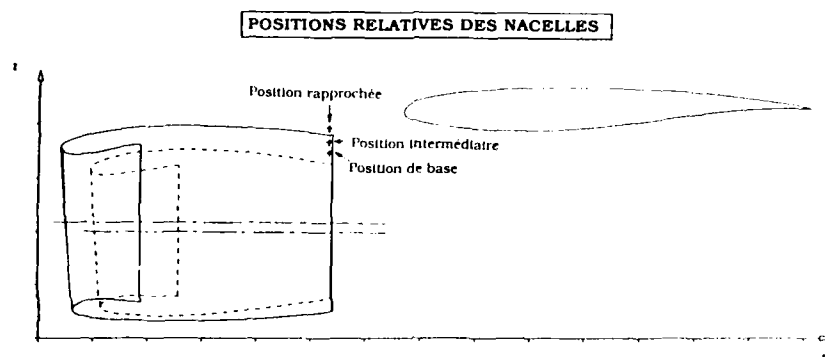 POSITIONS RELATIVES DES NACELLES
Position rapprochée
Position intermédiaire
Position de base